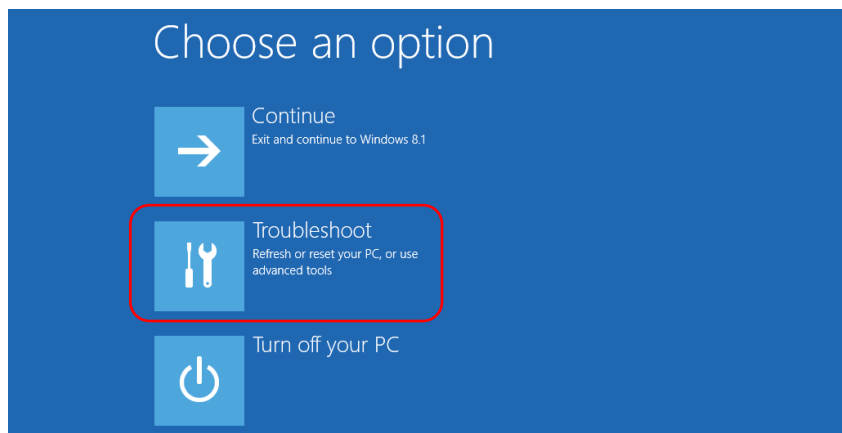 Choose an option
Continue
Exit and continue to Windows 8.1
Troubleshoot
Refresh or reset your PC, or use
advanced tools
Turn off your PC